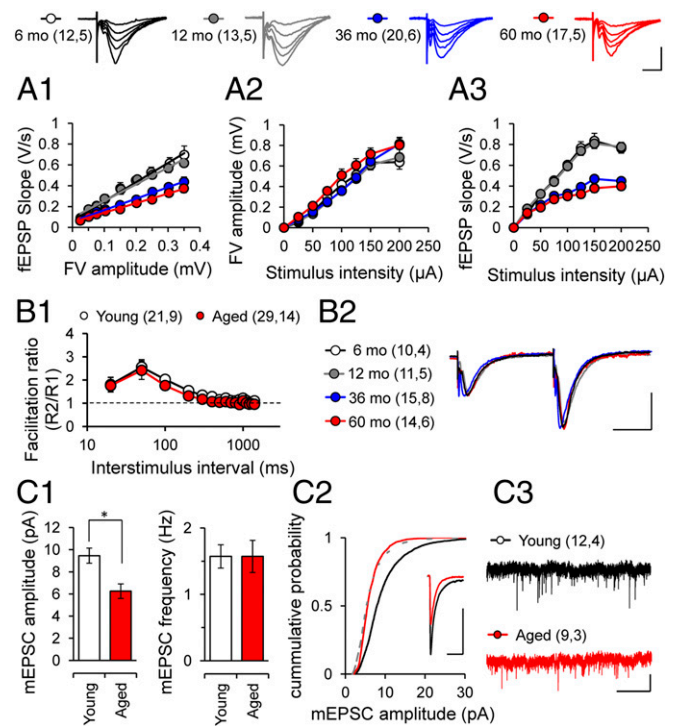 6 mo (12,5)
12 mo (13,5)
36 mo (20,6)
60 mo (17,5)
A1
fEPSP Slope (V/s)
1
0.8
0.6
0.4
0.2
0
0 0.1 0.2 0.3 0.4
FV amplitude (mV)
A2
FV amplitude (mV)
1
0.8
0.6
0.4
0.2
0
0 50 100 150 200 250
Stimulus intensity (µA)
A3
fEPSP slope (V/s)
1
0.8
0.6
0.4
0.2
0
0 50 100 150 200 250
Stimulus intensity (µA)
B1
Young (21,9)
Aged (29,14)
Facilitation ratio
(R2/R1)
4
3
2
1
0
10 100 1000
Interstimulus interval (ms)
B2
6 mo (10,4)
12 mo (11,5)
36 mo (15,8)
60 mo (14,6)
C1
mEPSC amplitude (pA)
12
10
8
6
4
2
0
*
Young
Aged
mEPSC frequency (Hz)
2
1
0
Young
Aged
C2
cummulative probability
1
0.5
0
0 10 20 30
mEPSC amplitude (pA)
C3
Young (12,4)
Aged (9,3)